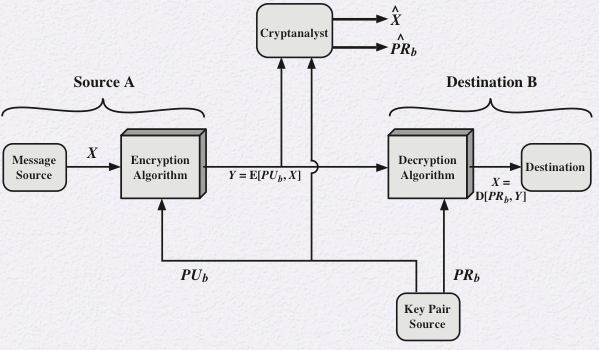 Cryptanalyst
X̂
P̂R_b
Source A
Destination B
Message
Source
X
Encryption
Algorithm
Y = E[PU_b, X]
Decryption
Algorithm
X =
D[PR_b, Y]
Destination
PU_b
PR_b
Key Pair
Source